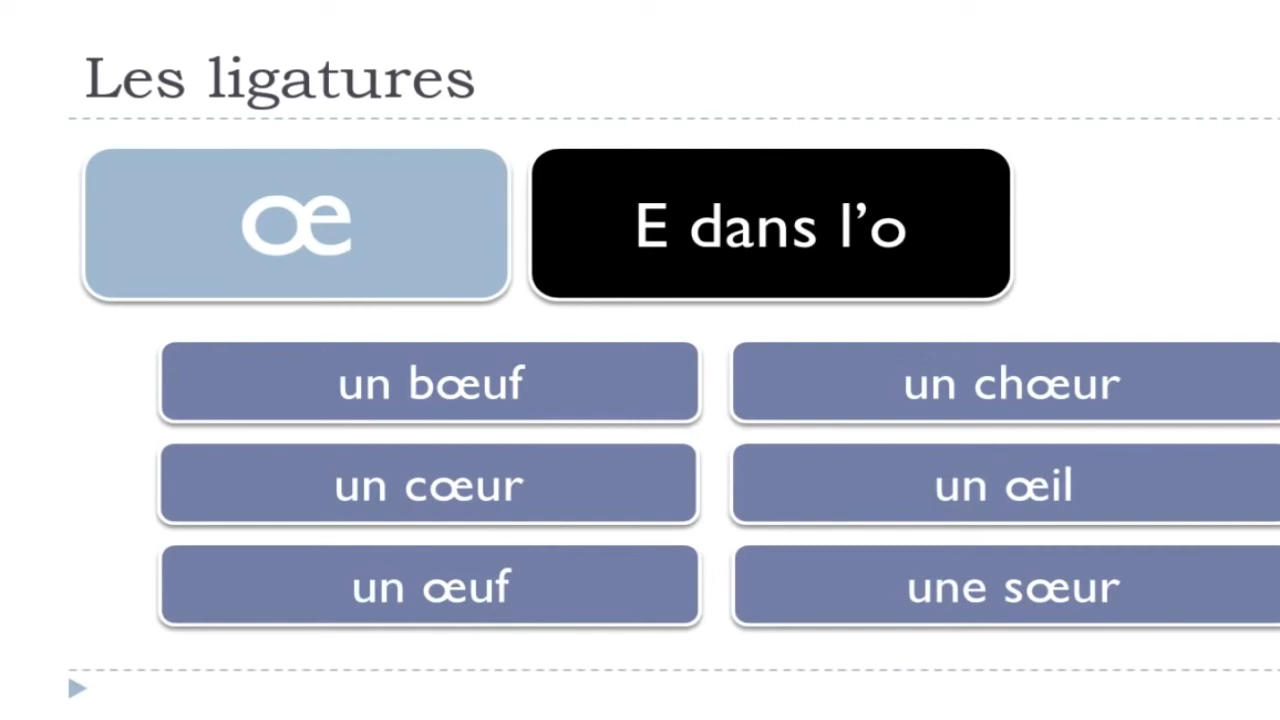 Les ligatures
œ
E dans l’o
un bœuf
un chœur
un cœur
un œil
un œuf
une sœur